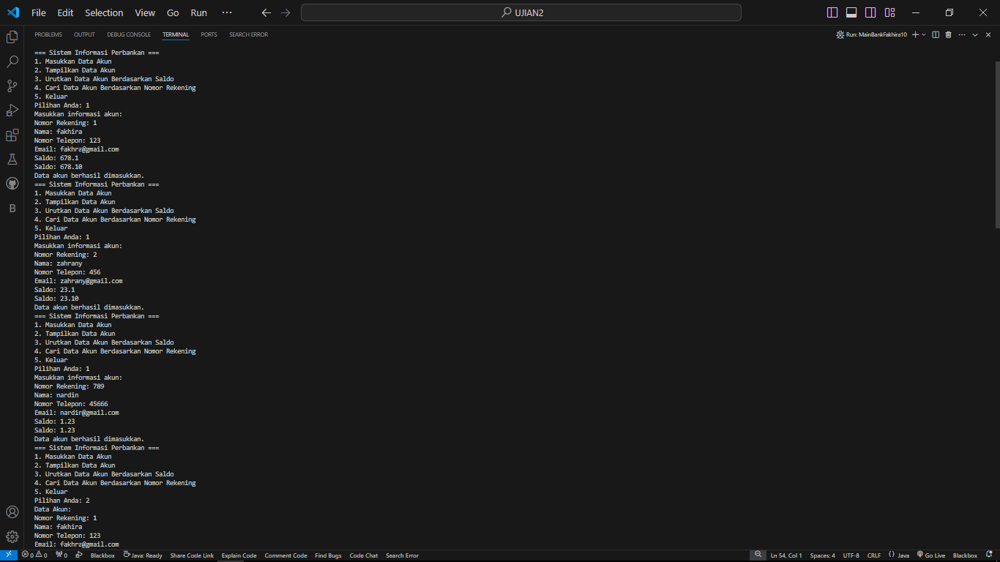 File Edit Selection View Go Run ··· UJIAN2
PROBLEMS OUTPUT DEBUG CONSOLE TERMINAL PORTS SEARCH ERROR Run: MainBankFakhira10
=== Sistem Informasi Perbankan ===
1. Masukkan Data Akun
2. Tampilkan Data Akun
3. Urutkan Data Akun Berdasarkan Saldo
4. Cari Data Akun Berdasarkan Nomor Rekening
5. Keluar
Pilihan Anda: 1
Masukkan informasi akun:
Nomor Rekening: 1
Nama: fakhira
Nomor Telepon: 123
Email: fakhra@gmail.com
Saldo: 678.1
Saldo: 678.10
Data akun berhasil dimasukkan.
=== Sistem Informasi Perbankan ===
1. Masukkan Data Akun
2. Tampilkan Data Akun
3. Urutkan Data Akun Berdasarkan Saldo
4. Cari Data Akun Berdasarkan Nomor Rekening
5. Keluar
Pilihan Anda: 1
Masukkan informasi akun:
Nomor Rekening: 2
Nama: zahrany
Nomor Telepon: 456
Email: zahrany@gmail.com
Saldo: 23.1
Saldo: 23.10
Data akun berhasil dimasukkan.
=== Sistem Informasi Perbankan ===
1. Masukkan Data Akun
2. Tampilkan Data Akun
3. Urutkan Data Akun Berdasarkan Saldo
4. Cari Data Akun Berdasarkan Nomor Rekening
5. Keluar
Pilihan Anda: 1
Masukkan informasi akun:
Nomor Rekening: 789
Nama: nardin
Nomor Telepon: 45666
Email: nardin@gmail.com
Saldo: 1.23
Saldo: 1.23
Data akun berhasil dimasukkan.
=== Sistem Informasi Perbankan ===
1. Masukkan Data Akun
2. Tampilkan Data Akun
3. Urutkan Data Akun Berdasarkan Saldo
4. Cari Data Akun Berdasarkan Nomor Rekening
5. Keluar
Pilihan Anda: 2
Data Akun:
Nomor Rekening: 1
Nama: fakhira
Nomor Telepon: 123
Email: fakhra@gmail.com
B
0 0 0 Blackbox Java: Ready Share Code Link Explain Code Comment Code Find Bugs Code Chat Search Error Ln 54, Col 1 Spaces: 4 UTF-8 CRLF {} Java Go Live Blackbox